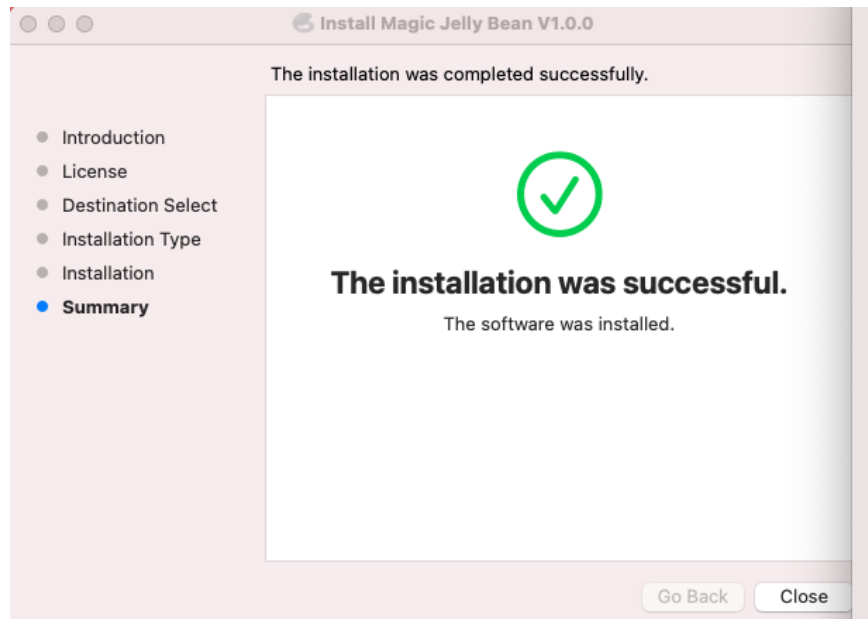 Install Magic Jelly Bean V1.0.0
The installation was completed successfully.
Introduction
License
Destination Select
Installation Type
Installation
Summary
The installation was successful.
The software was installed.
Go Back
Close